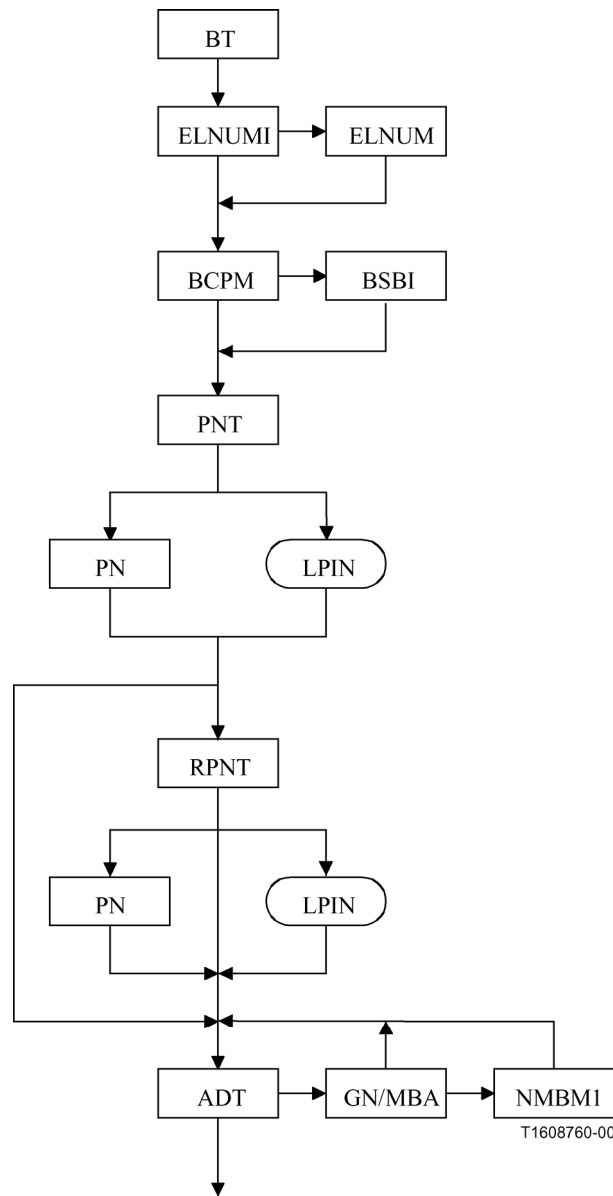 BT
ELNUMI
ELNUM
BCPM
BSBI
PNT
PN
LPIN
RPNT
PN
LPIN
ADT
GN/MBA
NMBM1
T1608760-00